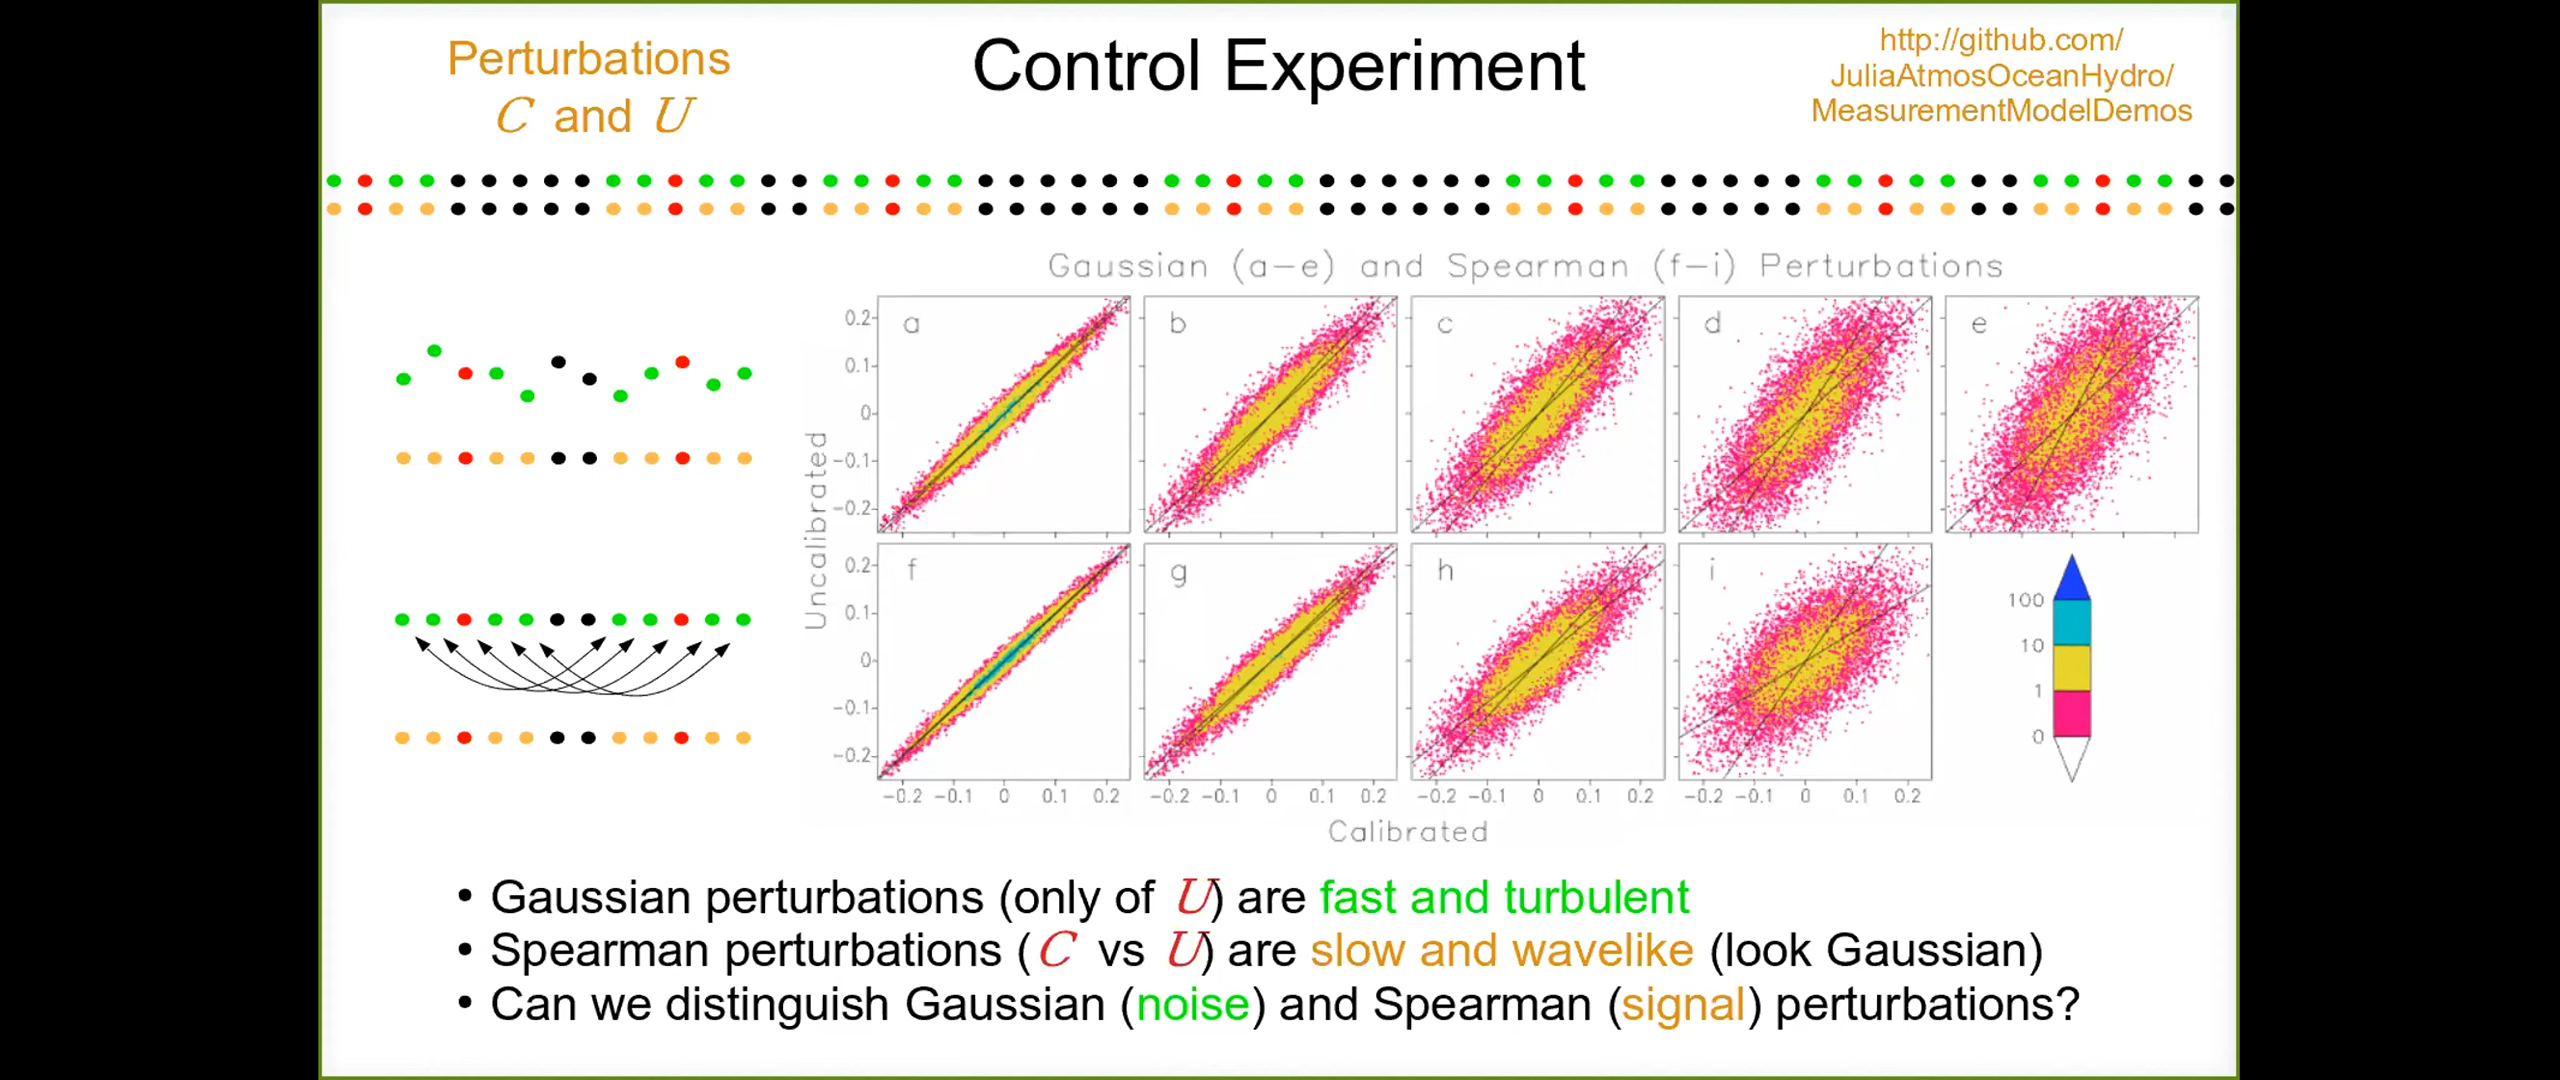 Perturbations
C and U
Control Experiment
http://github.com/
JuliaAtmosOceanHydro/
MeasurementModelDemos
Gaussian (a−e) and Spearman (f−i) Perturbations
a b c d e
0.2
0.1
0
−0.1
−0.2
Uncalibrated
f g h i
0.2
0.1
0
−0.1
−0.2
−0.2 −0.1 0 0.1 0.2 −0.2 −0.1 0 0.1 0.2 −0.2 −0.1 0 0.1 0.2 −0.2 −0.1 0 0.1 0.2
Calibrated
100
10
1
0
• Gaussian perturbations (only of U) are fast and turbulent
• Spearman perturbations (C vs U) are slow and wavelike (look Gaussian)
• Can we distinguish Gaussian (noise) and Spearman (signal) perturbations?